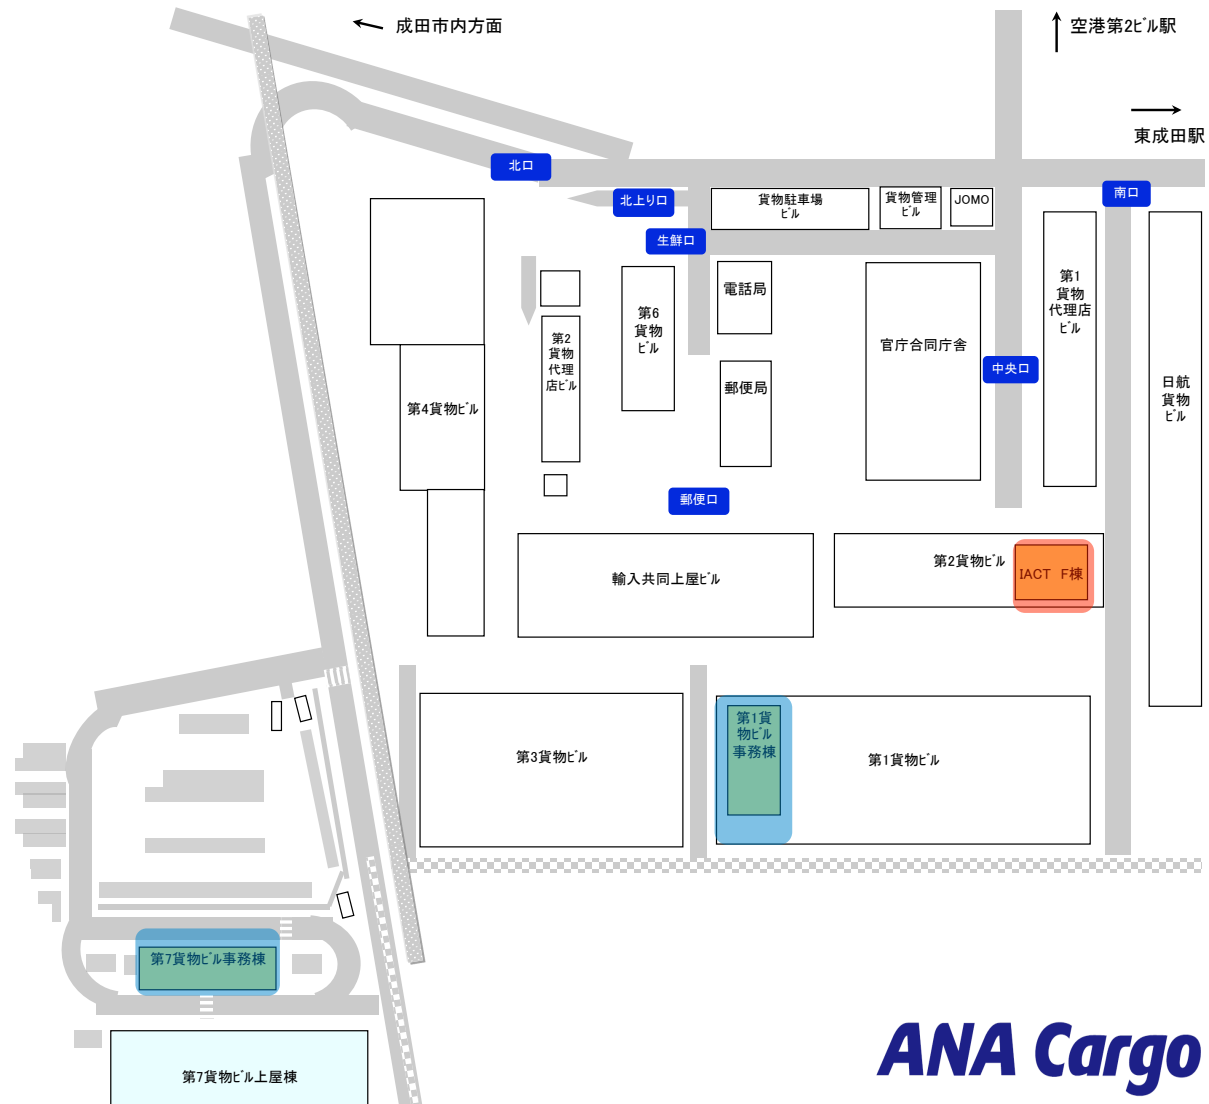 成田市内方面
空港第2ビル駅
東成田駅
北口
北上り口
生鮮口
南口
貨物駐車場
ビル
貨物管理
ビル
JOMO
第1
貨物
代理店
ビル
電話局
第6
貨物
ビル
第2
貨物
代理
店ビル
官庁合同庁舎
中央口
郵便局
日航
貨物
ビル
第4貨物ビル
郵便口
輸入共同上屋ビル
第2貨物ビル
IACT F棟
第3貨物ビル
第1貨
物ビル
事務棟
第1貨物ビル
第7貨物ビル事務棟
第7貨物ビル上屋棟
ANA Cargo